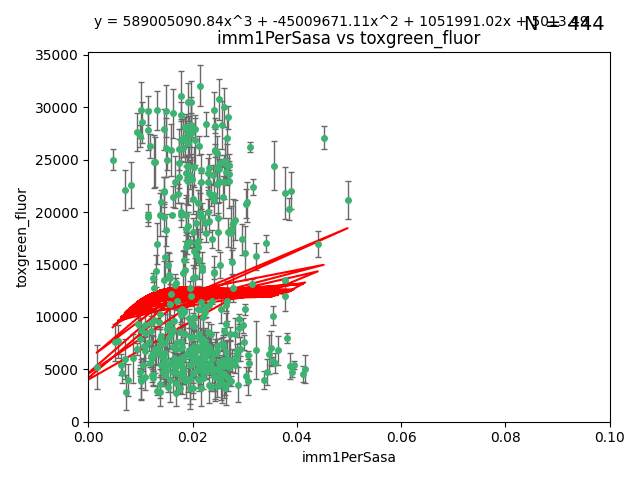 y = 589005090.84x^3 + -45009671.11x^2 + 1051991.02x +
N = 444
imm1PerSasa vs toxgreen_fluor
35000
30000
25000
20000
15000
10000
5000
0
toxgreen_fluor
0.00 0.02 0.04 0.06 0.08 0.10
imm1PerSasa